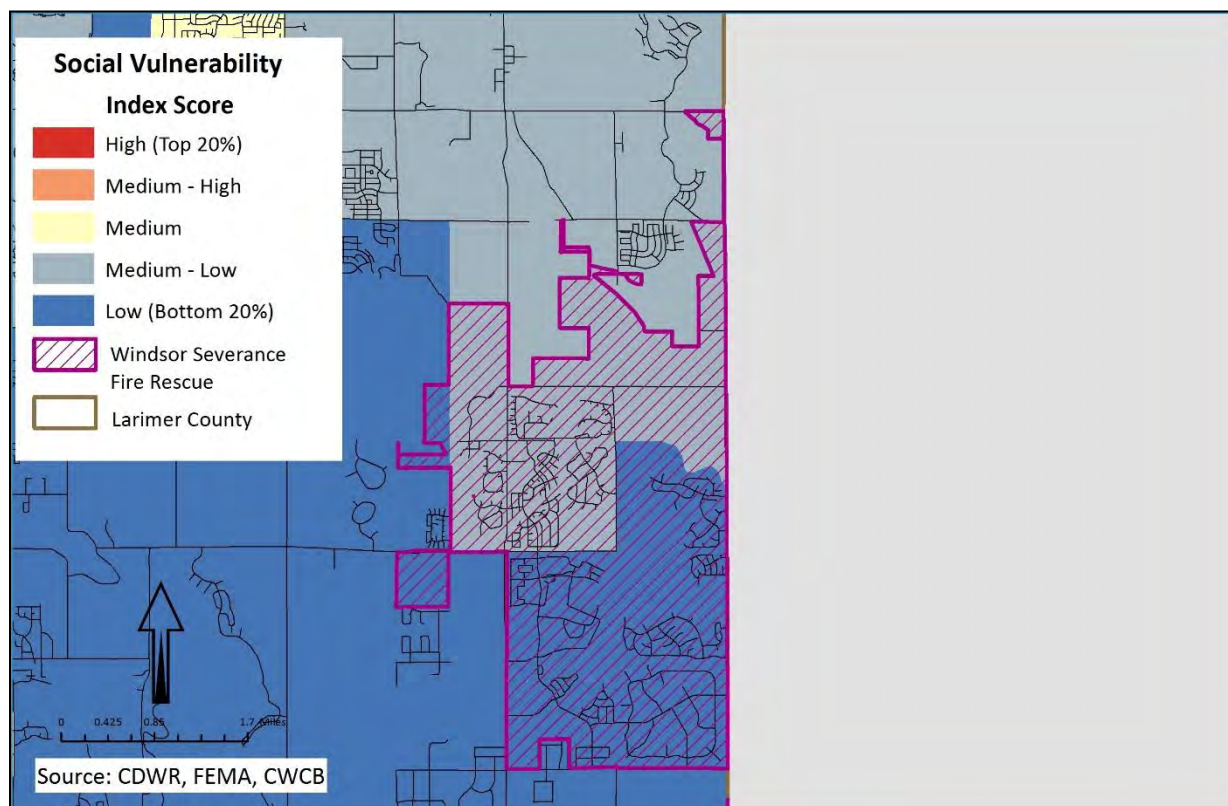 Social Vulnerability
Index Score
High (Top 20%)
Medium - High
Medium
Medium - Low
Low (Bottom 20%)
Windsor Severance
Fire Rescue
Larimer County
0 0.425 0.85 1.7 Miles
Source: CDWR, FEMA, CWCB